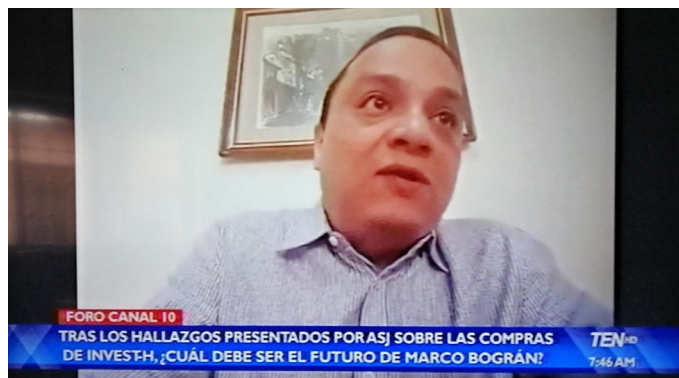 FORO CANAL 10
TRAS LOS HALLAZGOS PRESENTADOS POR ASJ SOBRE LAS COMPRAS
DE INVEST-H, ¿CUÁL DEBE SER EL FUTURO DE MARCO BOGRÁN?
TEN HD
7:46 AM